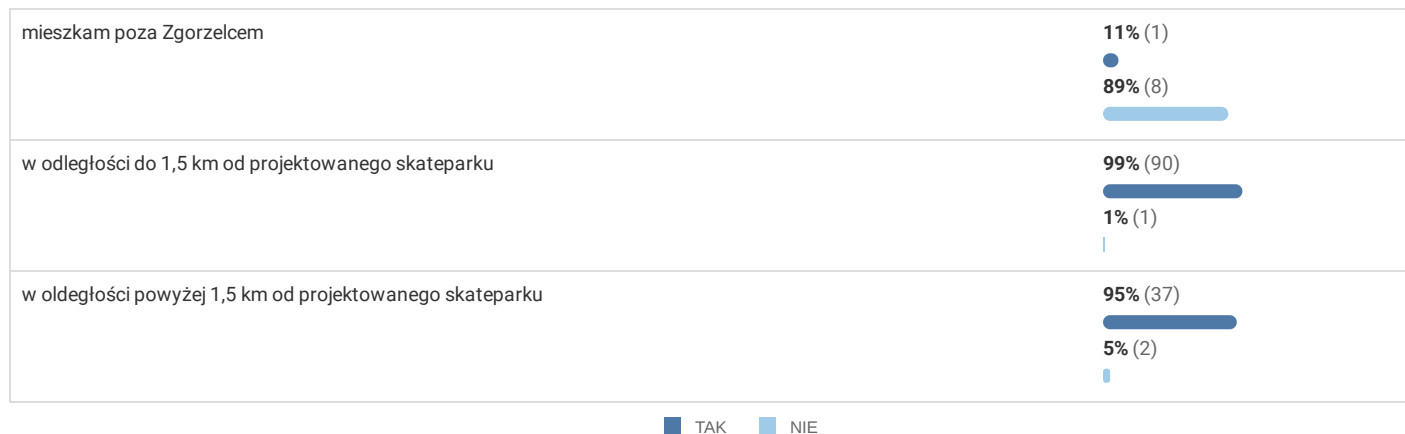 mieszkam poza Zgorzelcem
11% (1)
89% (8)
w odległości do 1,5 km od projektowanego skateparku
99% (90)
1% (1)
w oldegłości powyżej 1,5 km od projektowanego skateparku
95% (37)
5% (2)
TAK NIE